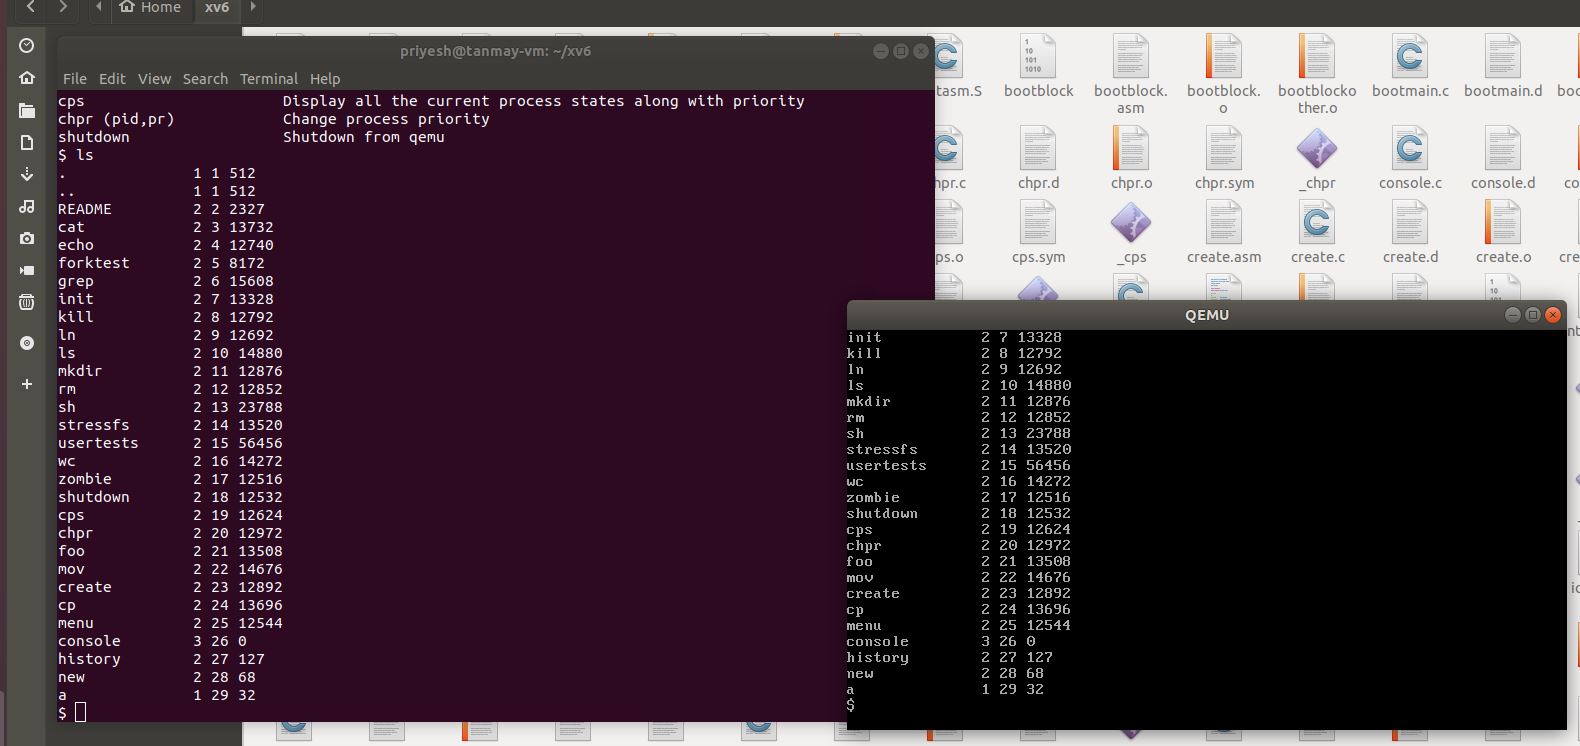 Home
xv6
priyesh@tanmay-vm: ~/xv6
File Edit View Search Terminal Help
cps Display all the current process states along with priority
chpr (pid,pr) Change process priority
shutdown Shutdown from qemu
$ ls
. 1 1 512
.. 1 1 512
README 2 2 2327
cat 2 3 13732
echo 2 4 12740
forktest 2 5 8172
grep 2 6 15608
init 2 7 13328
kill 2 8 12792
ln 2 9 12692
ls 2 10 14880
mkdir 2 11 12876
rm 2 12 12852
sh 2 13 23788
stressfs 2 14 13520
usertests 2 15 56456
wc 2 16 14272
zombie 2 17 12516
shutdown 2 18 12532
cps 2 19 12624
chpr 2 20 12972
foo 2 21 13508
mov 2 22 14676
create 2 23 12892
cp 2 24 13696
menu 2 25 12544
console 3 26 0
history 2 27 127
new 2 28 68
a 1 29 32
$
tasm.S bootblock bootblock.asm bootblock.o bootblockother.o bootmain.c bootmain.d
hpr.c chpr.d chpr.o chpr.sym _chpr console.c console.d
ps.o cps.sym _cps create.asm create.c create.d create.o
QEMU
init 2 7 13328
kill 2 8 12792
ln 2 9 12692
ls 2 10 14880
mkdir 2 11 12876
rm 2 12 12852
sh 2 13 23788
stressfs 2 14 13520
usertests 2 15 56456
wc 2 16 14272
zombie 2 17 12516
shutdown 2 18 12532
cps 2 19 12624
chpr 2 20 12972
foo 2 21 13508
mov 2 22 14676
create 2 23 12892
cp 2 24 13696
menu 2 25 12544
console 3 26 0
history 2 27 127
new 2 28 68
a 1 29 32
$